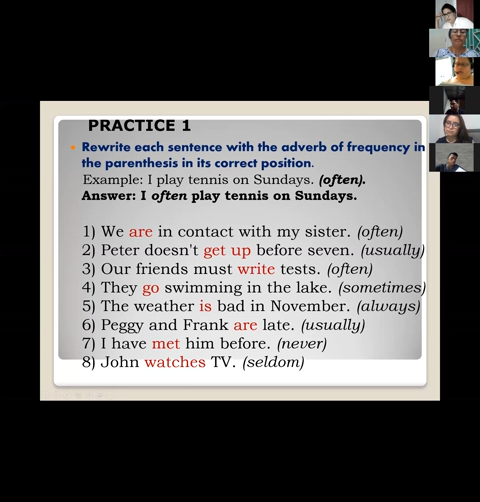 PRACTICE 1
Rewrite each sentence with the adverb of frequency in
the parenthesis in its correct position.
Example: I play tennis on Sundays. (often).
Answer: I often play tennis on Sundays.
1) We are in contact with my sister. (often)
2) Peter doesn't get up before seven. (usually)
3) Our friends must write tests. (often)
4) They go swimming in the lake. (sometimes)
5) The weather is bad in November. (always)
6) Peggy and Frank are late. (usually)
7) I have met him before. (never)
8) John watches TV. (seldom)